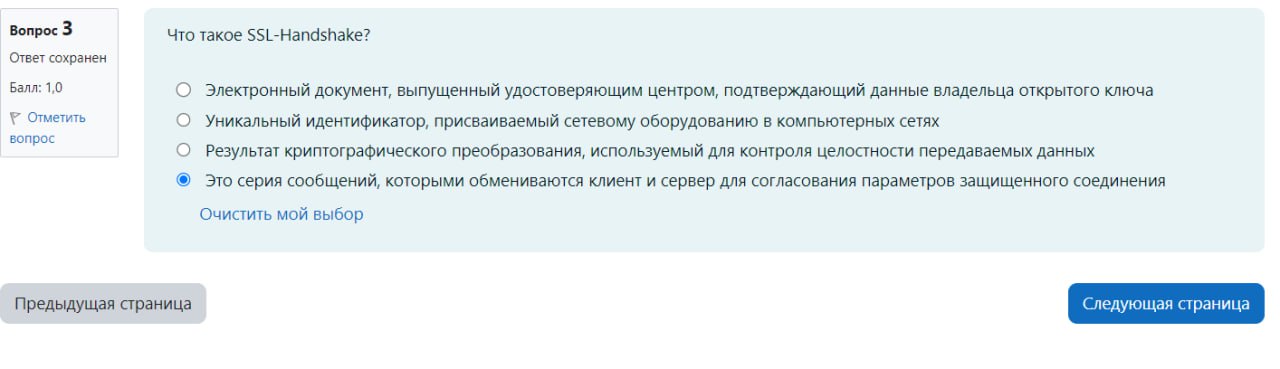 Вопрос 3
Ответ сохранен
Балл: 1,0
Отметить
вопрос
Что такое SSL-Handshake?
Электронный документ, выпущенный удостоверяющим центром, подтверждающий данные владельца открытого ключа
Уникальный идентификатор, присваиваемый сетевому оборудованию в компьютерных сетях
Результат криптографического преобразования, используемый для контроля целостности передаваемых данных
Это серия сообщений, которыми обмениваются клиент и сервер для согласования параметров защищенного соединения
Очистить мой выбор
Предыдущая страница
Следующая страница